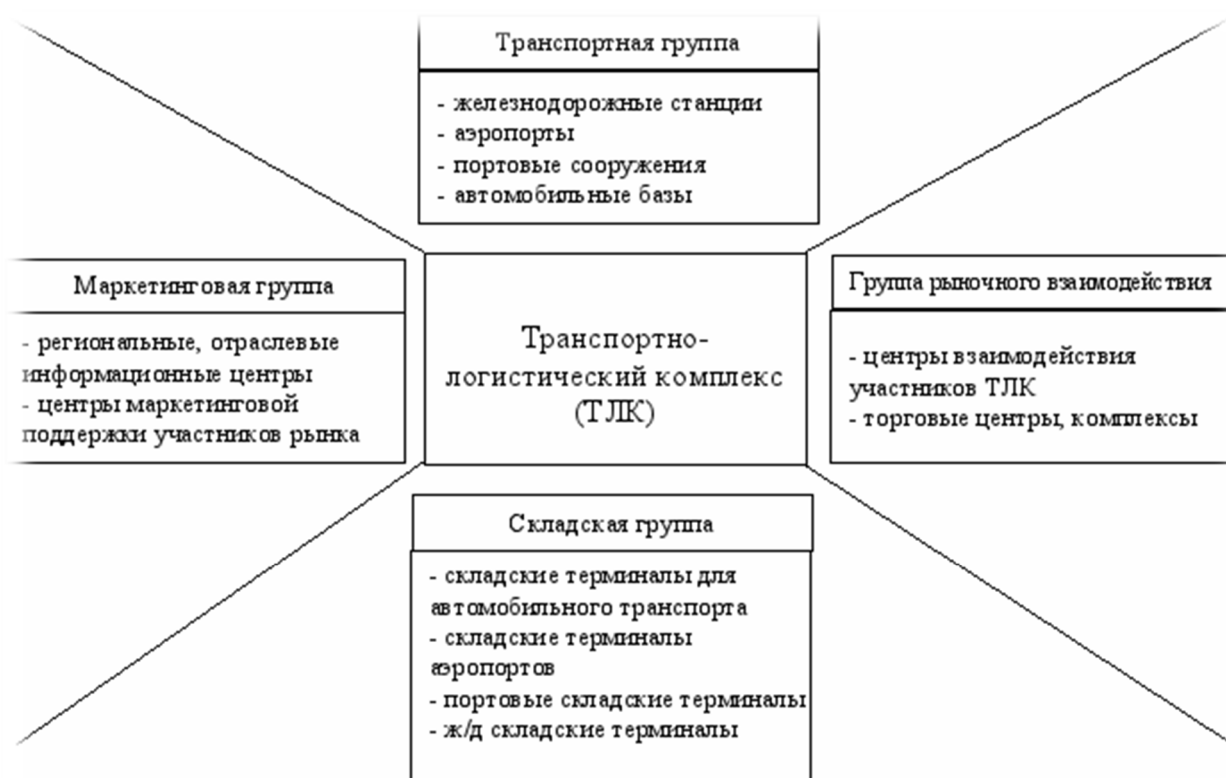 Транспортная группа
- железнодорожные станции
- аэропорты
- портовые сооружения
- автомобильные базы
Маркетинговая группа
- региональные, отраслевые
информационные центры
- центры маркетинговой
поддержки участников рынка
Транспортно-
логистический комплекс
(ТЛК)
Группа рыночного взаимодействия
- центры взаимодействия
участников ТЛК
- торговые центры, комплексы
Складская группа
- складские терминалы для
автомобильного транспорта
- складские терминалы
аэропортов
- портовые складские терминалы
- ж/д складские терминалы